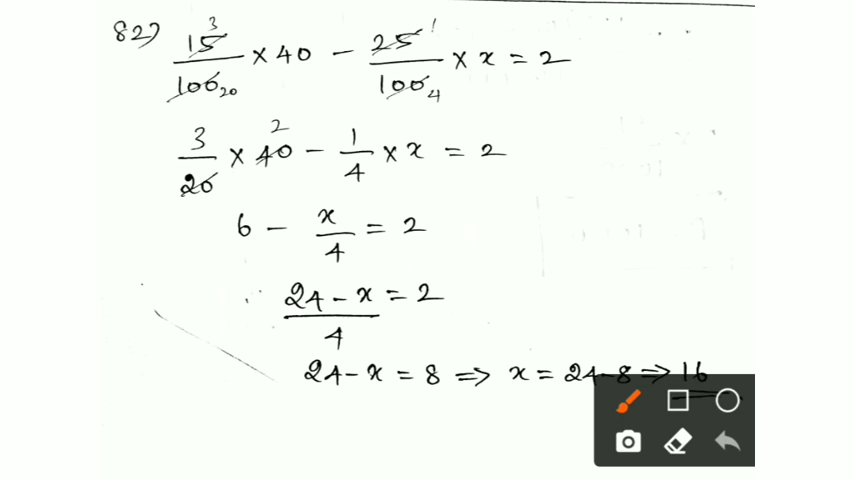 82) 15/100 × 40 − 25/100 × x = 2
3/20 × 40 − 1/4 × x = 2
6 − x/4 = 2
24 − x/4 = 2
24 − x = 8 ⇒ x = 24 − 8 ⇒ 16